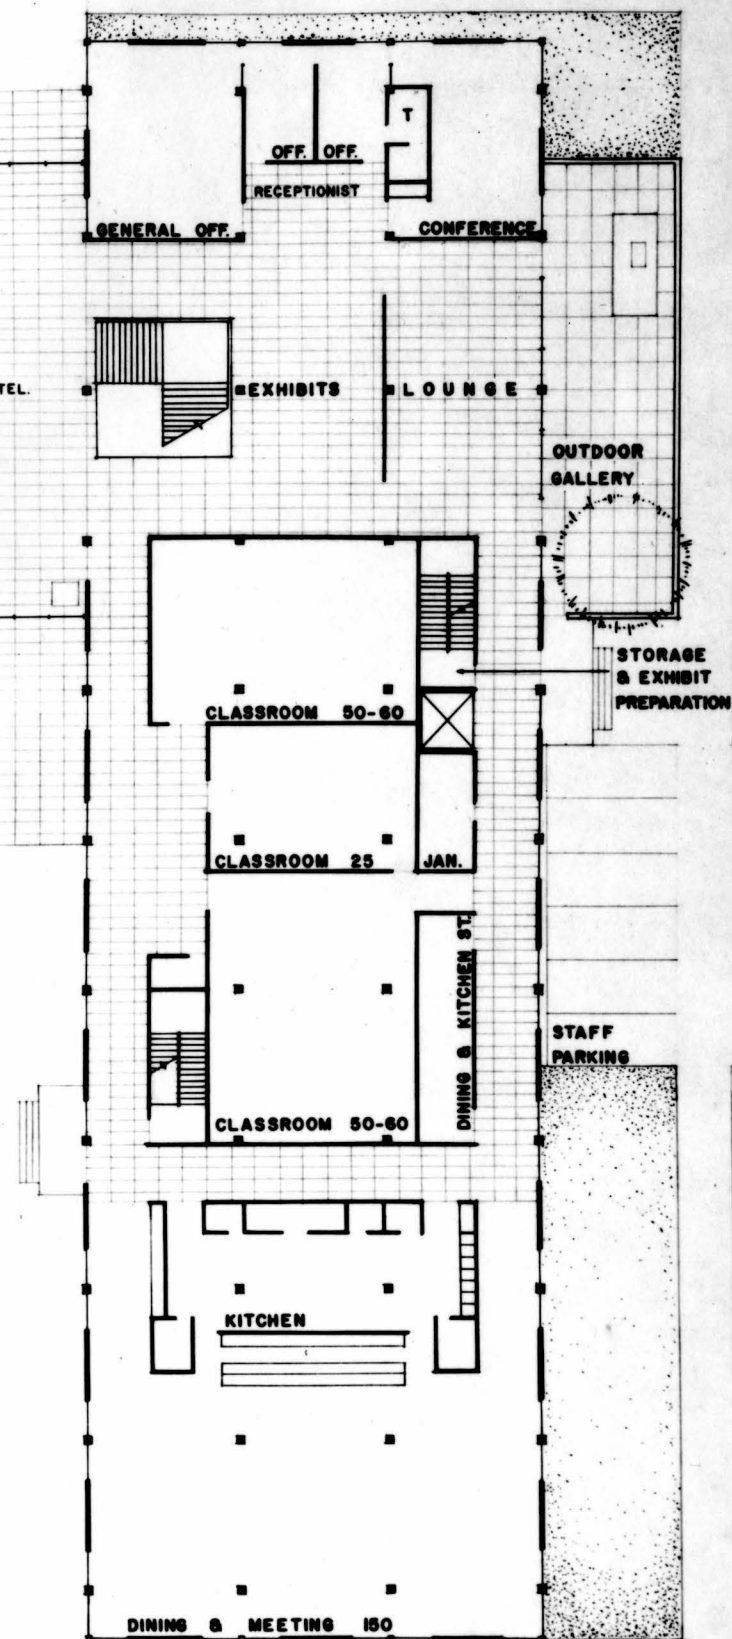 T
OFF. OFF.
RECEPTIONIST
GENERAL OFF.
CONFERENCE
TEL.
EXHIBITS
LOUNGE
OUTDOOR
GALLERY
STORAGE
& EXHIBIT
PREPARATION
CLASSROOM 50-60
CLASSROOM 25
JAN.
DINING & KITCHEN ST.
STAFF
PARKING
CLASSROOM 50-60
KITCHEN
DINING & MEETING 150